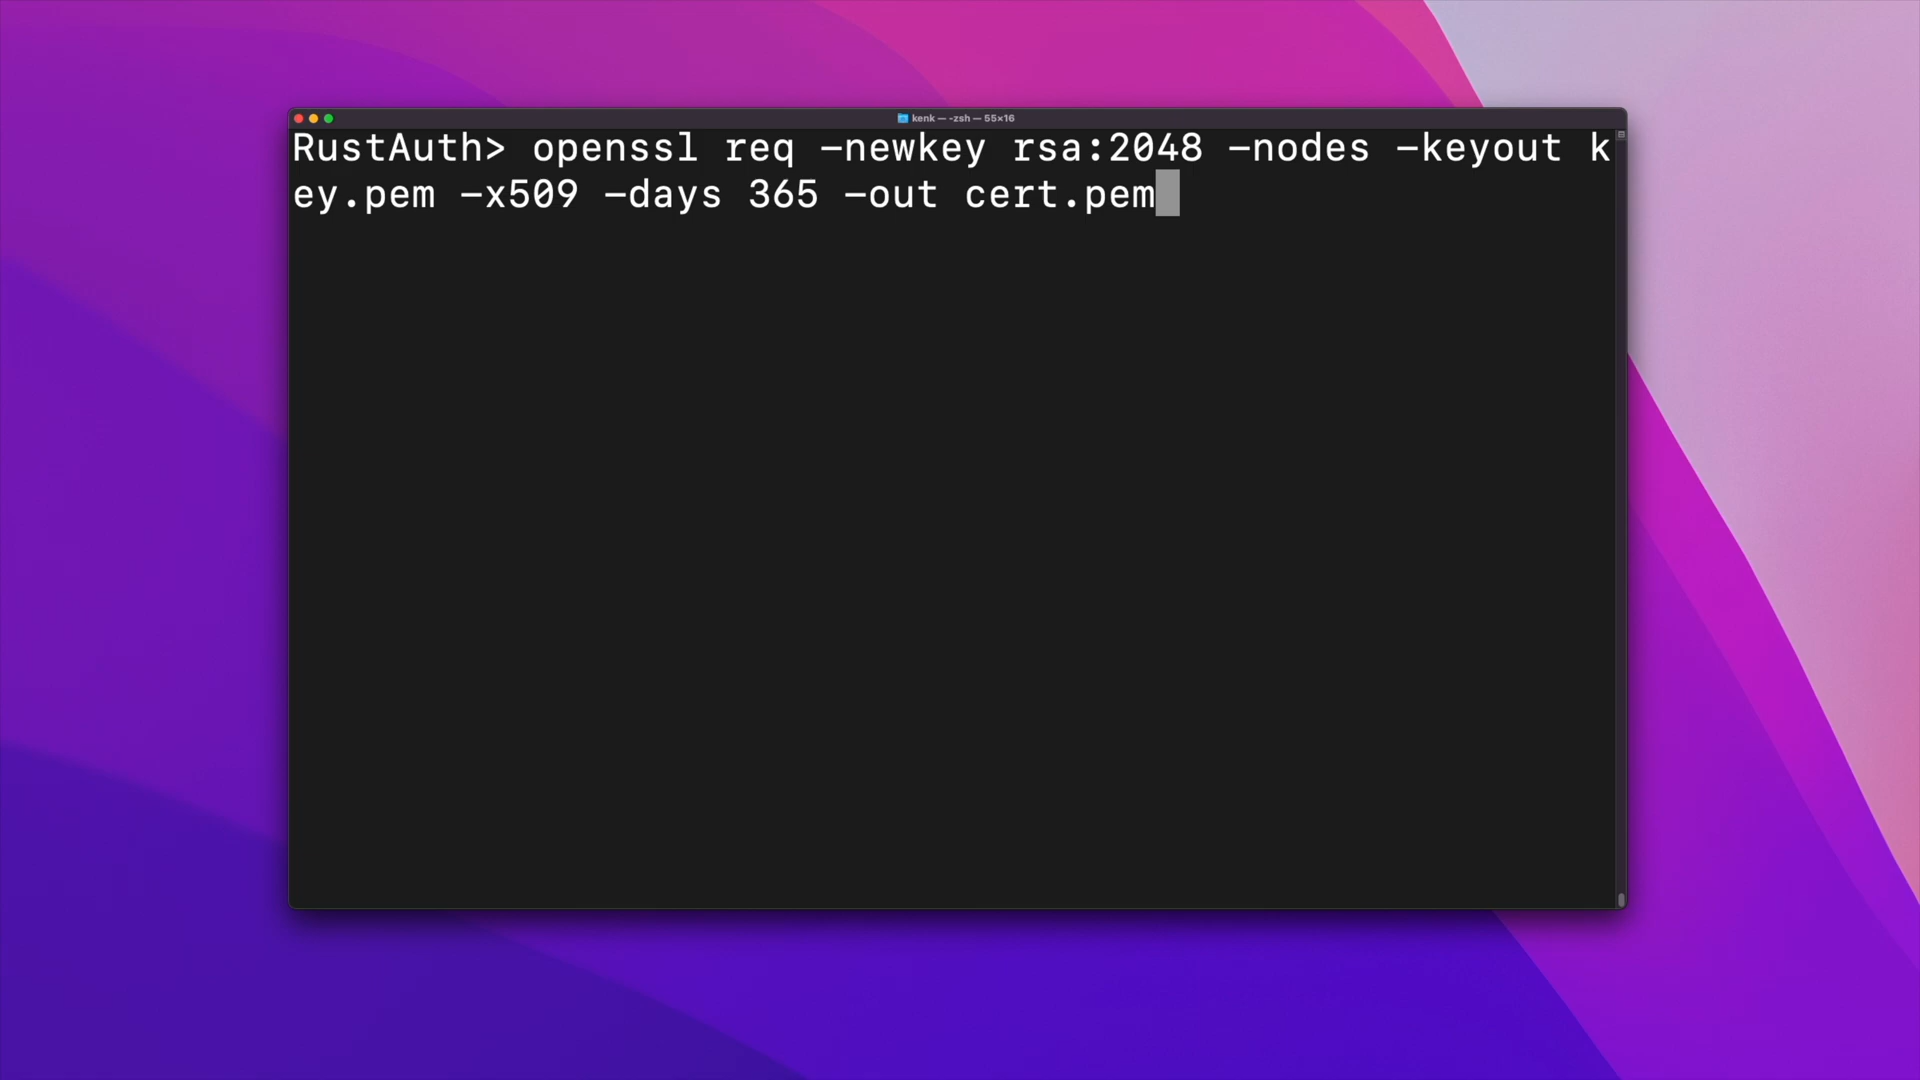 kenk — -zsh — 55×16
RustAuth> openssl req -newkey rsa:2048 -nodes -keyout k
ey.pem -x509 -days 365 -out cert.pem